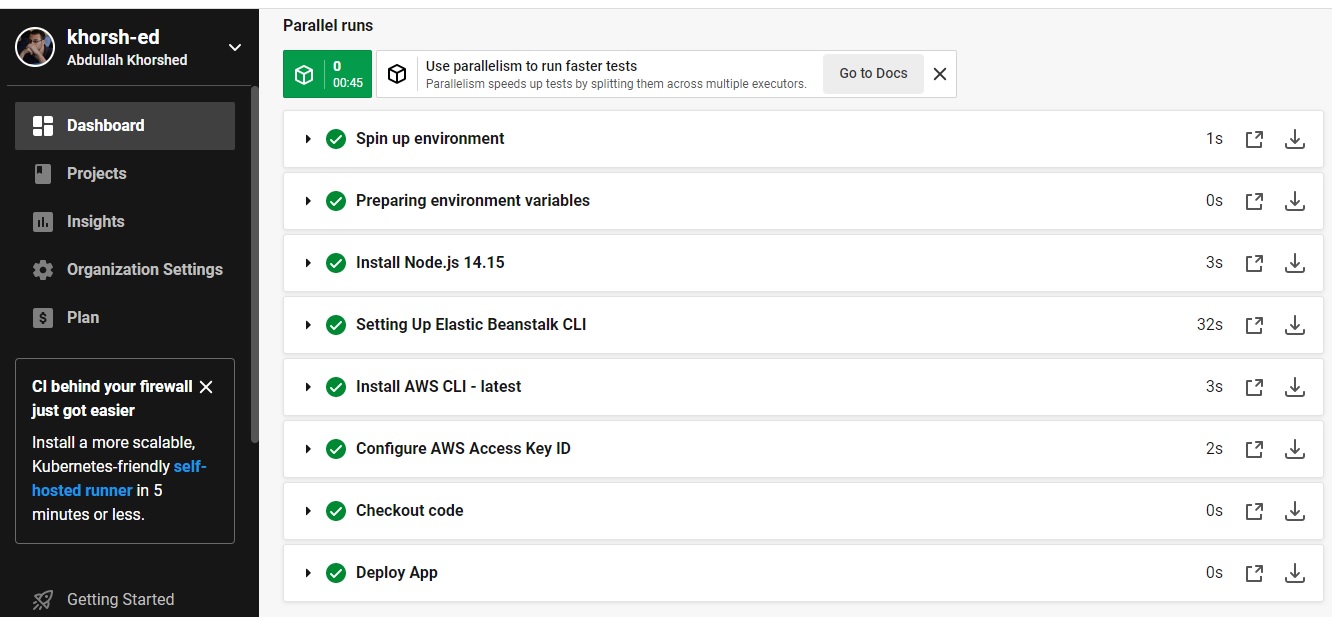 khorsh-ed
Abdullah Khorshed
Dashboard
Projects
Insights
Organization Settings
Plan
CI behind your firewall
just got easier
Install a more scalable,
Kubernetes-friendly self-
hosted runner in 5
minutes or less.
Getting Started
Parallel runs
0
00:45
Use parallelism to run faster tests
Parallelism speeds up tests by splitting them across multiple executors.
Go to Docs
Spin up environment 1s
Preparing environment variables 0s
Install Node.js 14.15 3s
Setting Up Elastic Beanstalk CLI 32s
Install AWS CLI - latest 3s
Configure AWS Access Key ID 2s
Checkout code 0s
Deploy App 0s